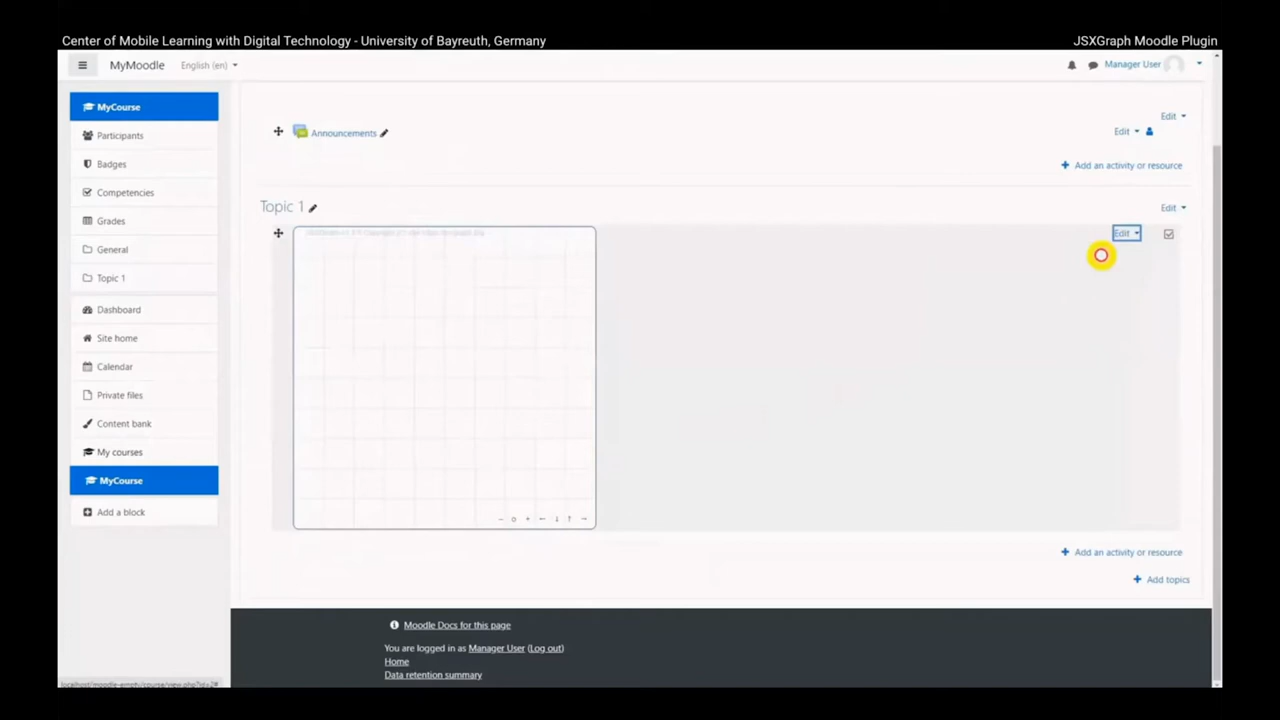 Center of Mobile Learning with Digital Technology - University of Bayreuth, Germany
JSXGraph Moodle Plugin
MyMoodle
English (en)
Manager User
MyCourse
Participants
Badges
Competencies
Grades
General
Topic 1
Dashboard
Site home
Calendar
Private files
Content bank
My courses
MyCourse
Add a block
Edit
Announcements
Edit
+ Add an activity or resource
Topic 1
Edit
Edit
− o + ← ↓ ↑ →
+ Add an activity or resource
+ Add topics
Moodle Docs for this page
You are logged in as Manager User (Log out)
Home
Data retention summary